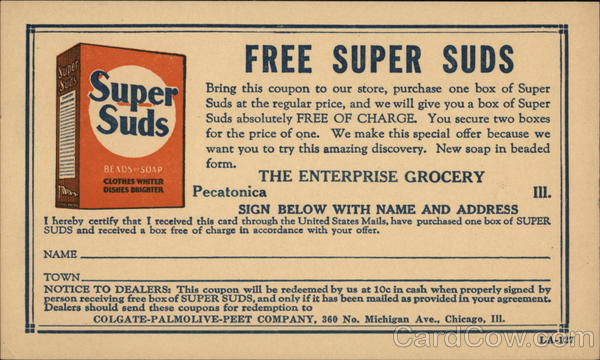 FREE SUPER SUDS
Bring this coupon to our store, purchase one box of Super
Suds at the regular price, and we will give you a box of Super
Suds absolutely FREE OF CHARGE. You secure two boxes
for the price of one. We make this special offer because we
want you to try this amazing discovery. New soap in beaded
form.
THE ENTERPRISE GROCERY
Pecatonica Ill.
SIGN BELOW WITH NAME AND ADDRESS
Super
Suds
Super
Suds
BEADS OF SOAP
CLOTHES WHITER
DISHES BRIGHTER
I hereby certify that I received this card through the United States Mails, have purchased one box of SUPER
SUDS and received a box free of charge in accordance with your offer.
NAME
TOWN
NOTICE TO DEALERS: This coupon will be redeemed by us at 10c in cash when properly signed by
person receiving free box of SUPER SUDS, and only if it has been mailed as provided in your agreement.
Dealers should send these coupons for redemption to
COLGATE-PALMOLIVE-PEET COMPANY, 360 No. Michigan Ave., Chicago, Ill.
LA-127
CardCow.com